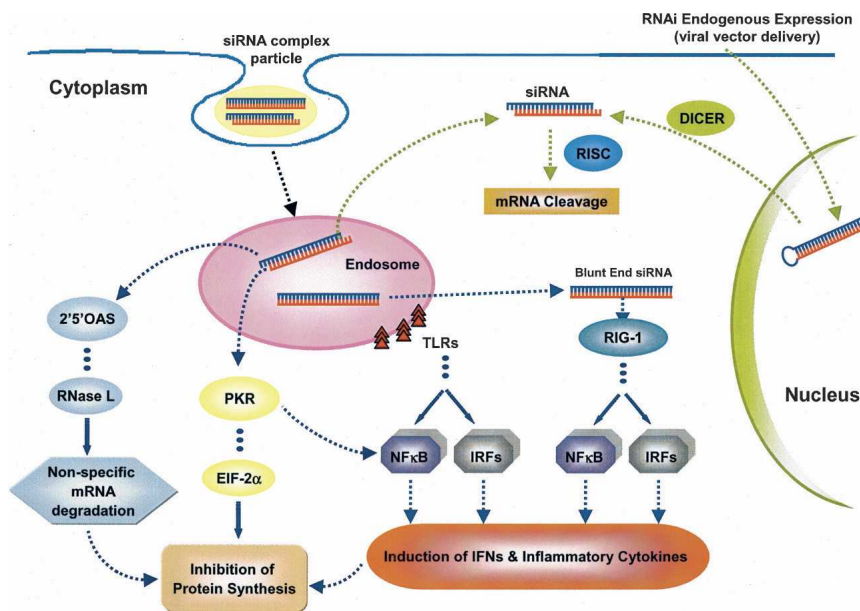 RNAi Endogenous Expression
(viral vector delivery)
siRNA complex
particle
Cytoplasm
siRNA
DICER
RISC
mRNA Cleavage
Endosome
Blunt End siRNA
2'5'OAS
TLRs
RIG-1
Nucleus
RNase L
PKR
NFκB
IRFs
NFκB
IRFs
Non-specific
mRNA
degradation
EIF-2α
Inhibition of
Protein Synthesis
Induction of IFNs & Inflammatory Cytokines